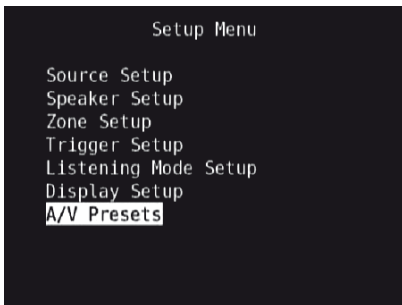 Setup Menu
Source Setup
Speaker Setup
Zone Setup
Trigger Setup
Listening Mode Setup
Display Setup
A/V Presets